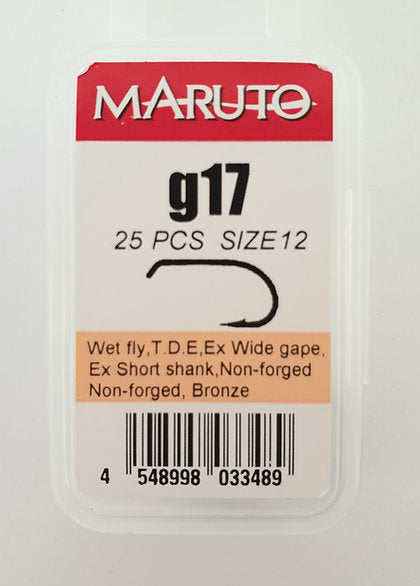 MARUTO
g17
25 PCS SIZE12
Wet fly,T.D.E,Ex Wide gape,
Ex Short shank,Non-forged
Non-forged, Bronze
4 548998 033489